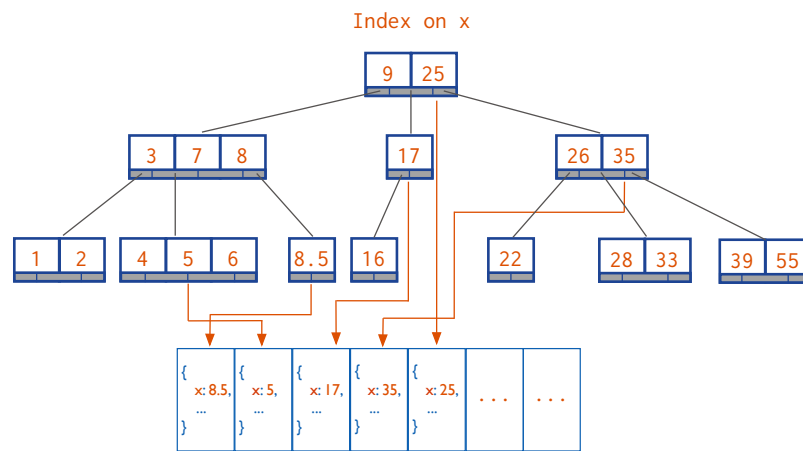 Index on x
9 25
3 7 8
17
26 35
1 2
4 5 6
8.5
16
22
28 33
39 55
{ x: 8.5, ... }
{ x: 5, ... }
{ x: 17, ... }
{ x: 35, ... }
{ x: 25, ... }
...
...